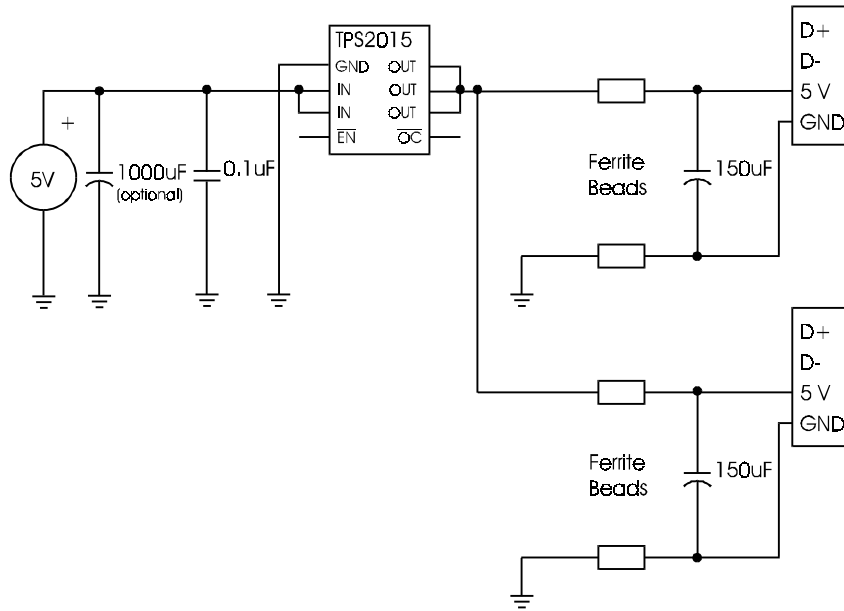 TPS2015
GND OUT
IN OUT
IN OUT
EN OC
+
5V
1000uF
(optional)
0.1uF
Ferrite
Beads
150uF
D+
D-
5 V
GND
Ferrite
Beads
150uF
D+
D-
5 V
GND